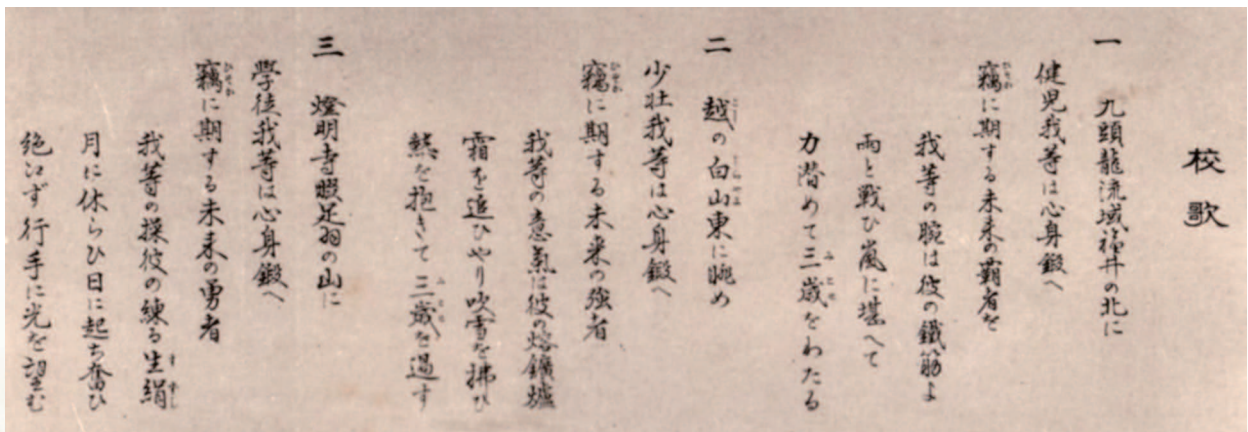 校歌
一 九頭龍流域福井の北に
健児我等は心身鍛へ
竊に期する未来の覇者を
我等の腕は彼の鐵筋よ
雨と戦ひ嵐に堪へて
力潜めて三歳をわたる
二 越の白山東に眺め
少壮我等は心身鍛へ
竊に期する未来の強者
我等の意氣は彼の熔鑛爐
霜を追ひやり吹雪を拂ひ
熱を抱きて三歳を過す
三 燈明寺畷足羽の山に
學徒我等は心身鍛へ
竊に期する未来の勇者
我等の操彼の練る生絹
月に休らひ日に起ち奮ひ
絶江ず行手に光を望む